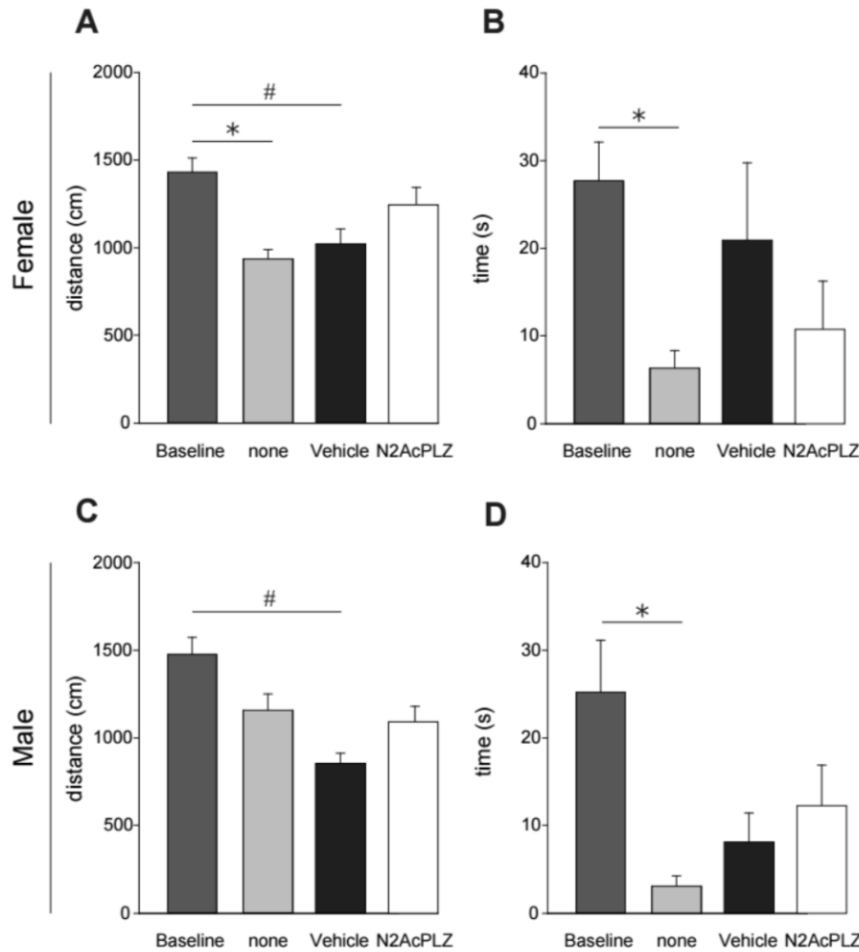 A
B
Female
distance (cm)
2000
1500
1000
500
0
#
*
Baseline
none
Vehicle
N2AcPLZ
time (s)
40
30
20
10
0
*
Baseline
none
Vehicle
N2AcPLZ
C
D
Male
distance (cm)
2000
1500
1000
500
0
#
Baseline
none
Vehicle
N2AcPLZ
time (s)
40
30
20
10
0
*
Baseline
none
Vehicle
N2AcPLZ